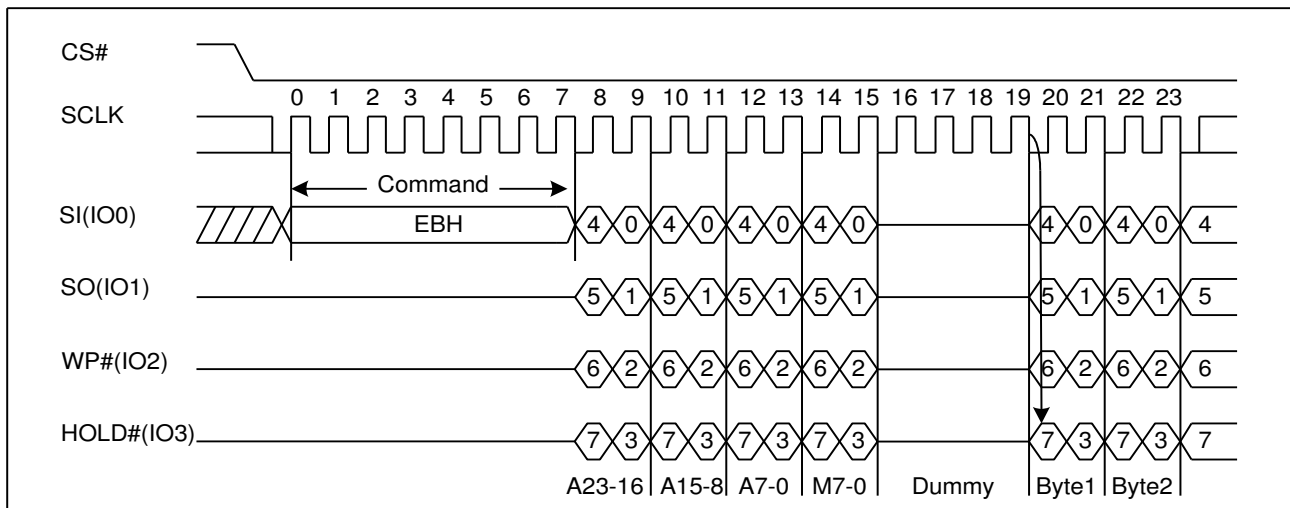 CS#
0 1 2 3 4 5 6 7 8 9 10 11 12 13 14 15 16 17 18 19 20 21 22 23
SCLK
Command
SI(IO0) EBH 4 0 4 0 4 0 4 0 4 0 4 0 4
SO(IO1) 5 1 5 1 5 1 5 1 5 1 5 1 5
WP#(IO2) 6 2 6 2 6 2 6 2 6 2 6 2 6
HOLD#(IO3) 7 3 7 3 7 3 7 3 7 3 7 3 7
A23-16 A15-8 A7-0 M7-0 Dummy Byte1 Byte2